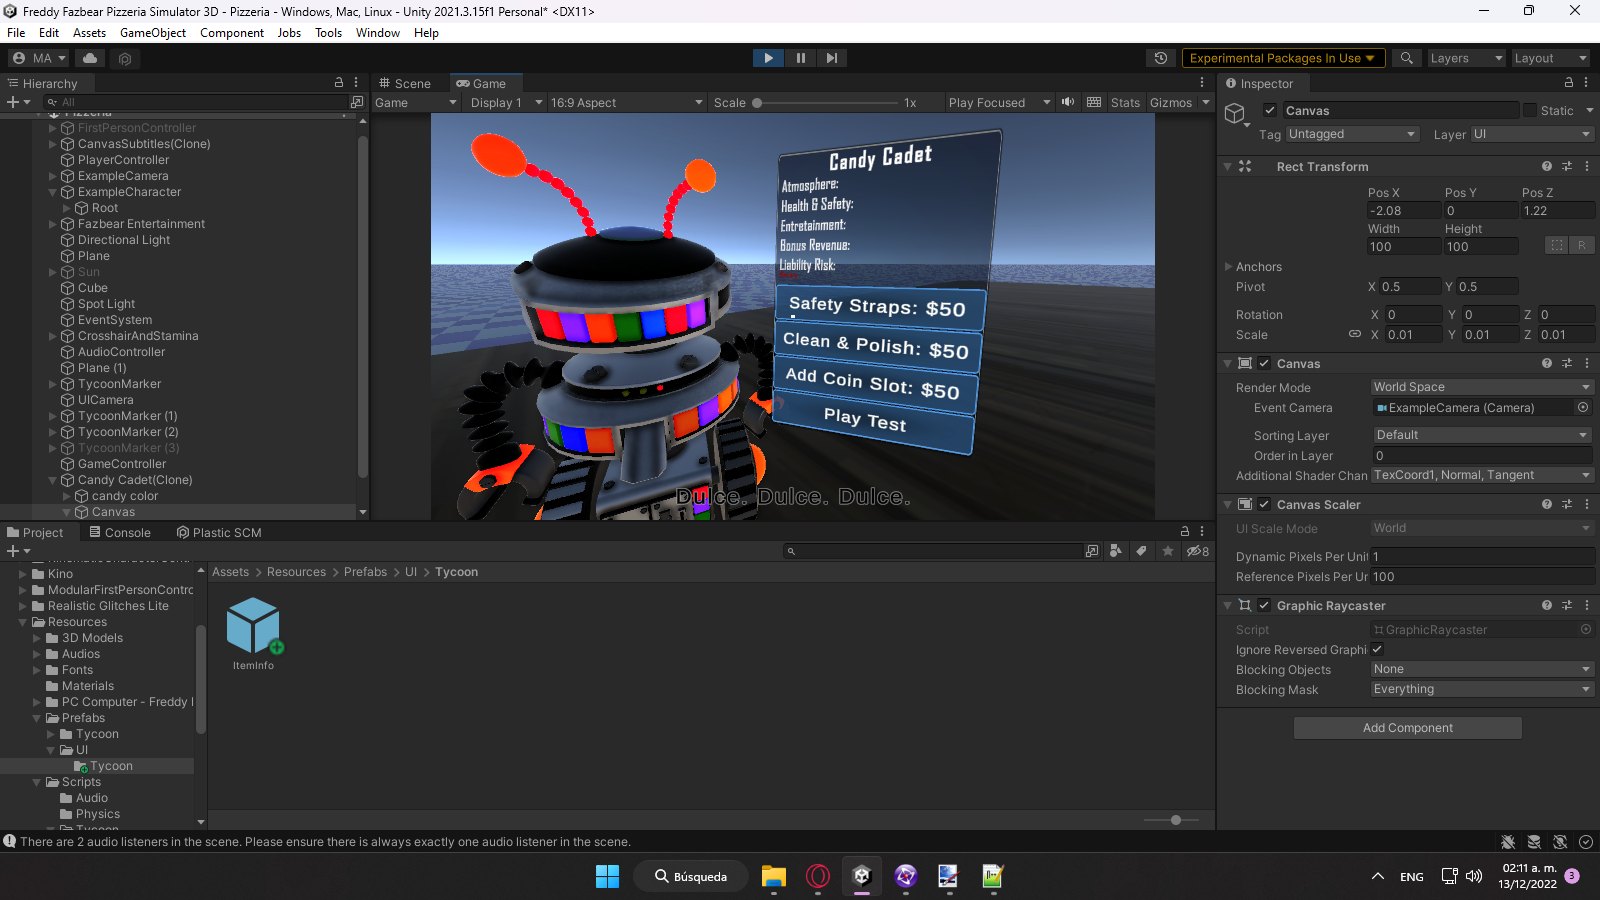 Freddy Fazbear Pizzeria Simulator 3D - Pizzeria - Windows, Mac, Linux - Unity 2021.3.15f1 Personal* <DX11>
File Edit Assets GameObject Component Jobs Tools Window Help
MA
Experimental Packages In Use
Layers
Layout
Hierarchy
All
Pizzeria
FirstPersonController
CanvasSubtitles(Clone)
PlayerController
ExampleCamera
ExampleCharacter
Root
Fazbear Entertainment
Directional Light
Plane
Sun
Cube
Spot Light
EventSystem
CrosshairAndStamina
AudioController
Plane (1)
TycoonMarker
UICamera
TycoonMarker (1)
TycoonMarker (2)
TycoonMarker (3)
GameController
Candy Cadet(Clone)
candy color
Canvas
Scene
Game
Game
Display 1
16:9 Aspect
Scale
1x
Play Focused
Stats
Gizmos
Candy Cadet
Atmosphere:
Health & Safety:
Entretainment:
Bonus Revenue:
Liability Risk:
Safety Straps: $50
Clean & Polish: $50
Add Coin Slot: $50
Play Test
Dulce. Dulce. Dulce.
Inspector
Canvas
Static
Tag Untagged
Layer UI
Rect Transform
Pos X Pos Y Pos Z
-2.08 0 1.22
Width Height
100 100
R
Anchors
Pivot X 0.5 Y 0.5
Rotation X 0 Y 0 Z 0
Scale X 0.01 Y 0.01 Z 0.01
Canvas
Render Mode World Space
Event Camera ExampleCamera (Camera)
Sorting Layer Default
Order in Layer 0
Additional Shader Chan TexCoord1, Normal, Tangent
Canvas Scaler
UI Scale Mode World
Dynamic Pixels Per Unit 1
Reference Pixels Per Ur 100
Graphic Raycaster
Script GraphicRaycaster
Ignore Reversed Graphi
Blocking Objects None
Blocking Mask Everything
Add Component
Project
Console
Plastic SCM
8
Kino
ModularFirstPersonContro
Realistic Glitches Lite
Resources
3D Models
Audios
Fonts
Materials
PC Computer - Freddy
Prefabs
Tycoon
UI
Tycoon
Scripts
Audio
Physics
Tycoon
Assets > Resources > Prefabs > UI > Tycoon
ItemInfo
There are 2 audio listeners in the scene. Please ensure there is always exactly one audio listener in the scene.
Búsqueda
ENG
02:11 a. m.
13/12/2022
3